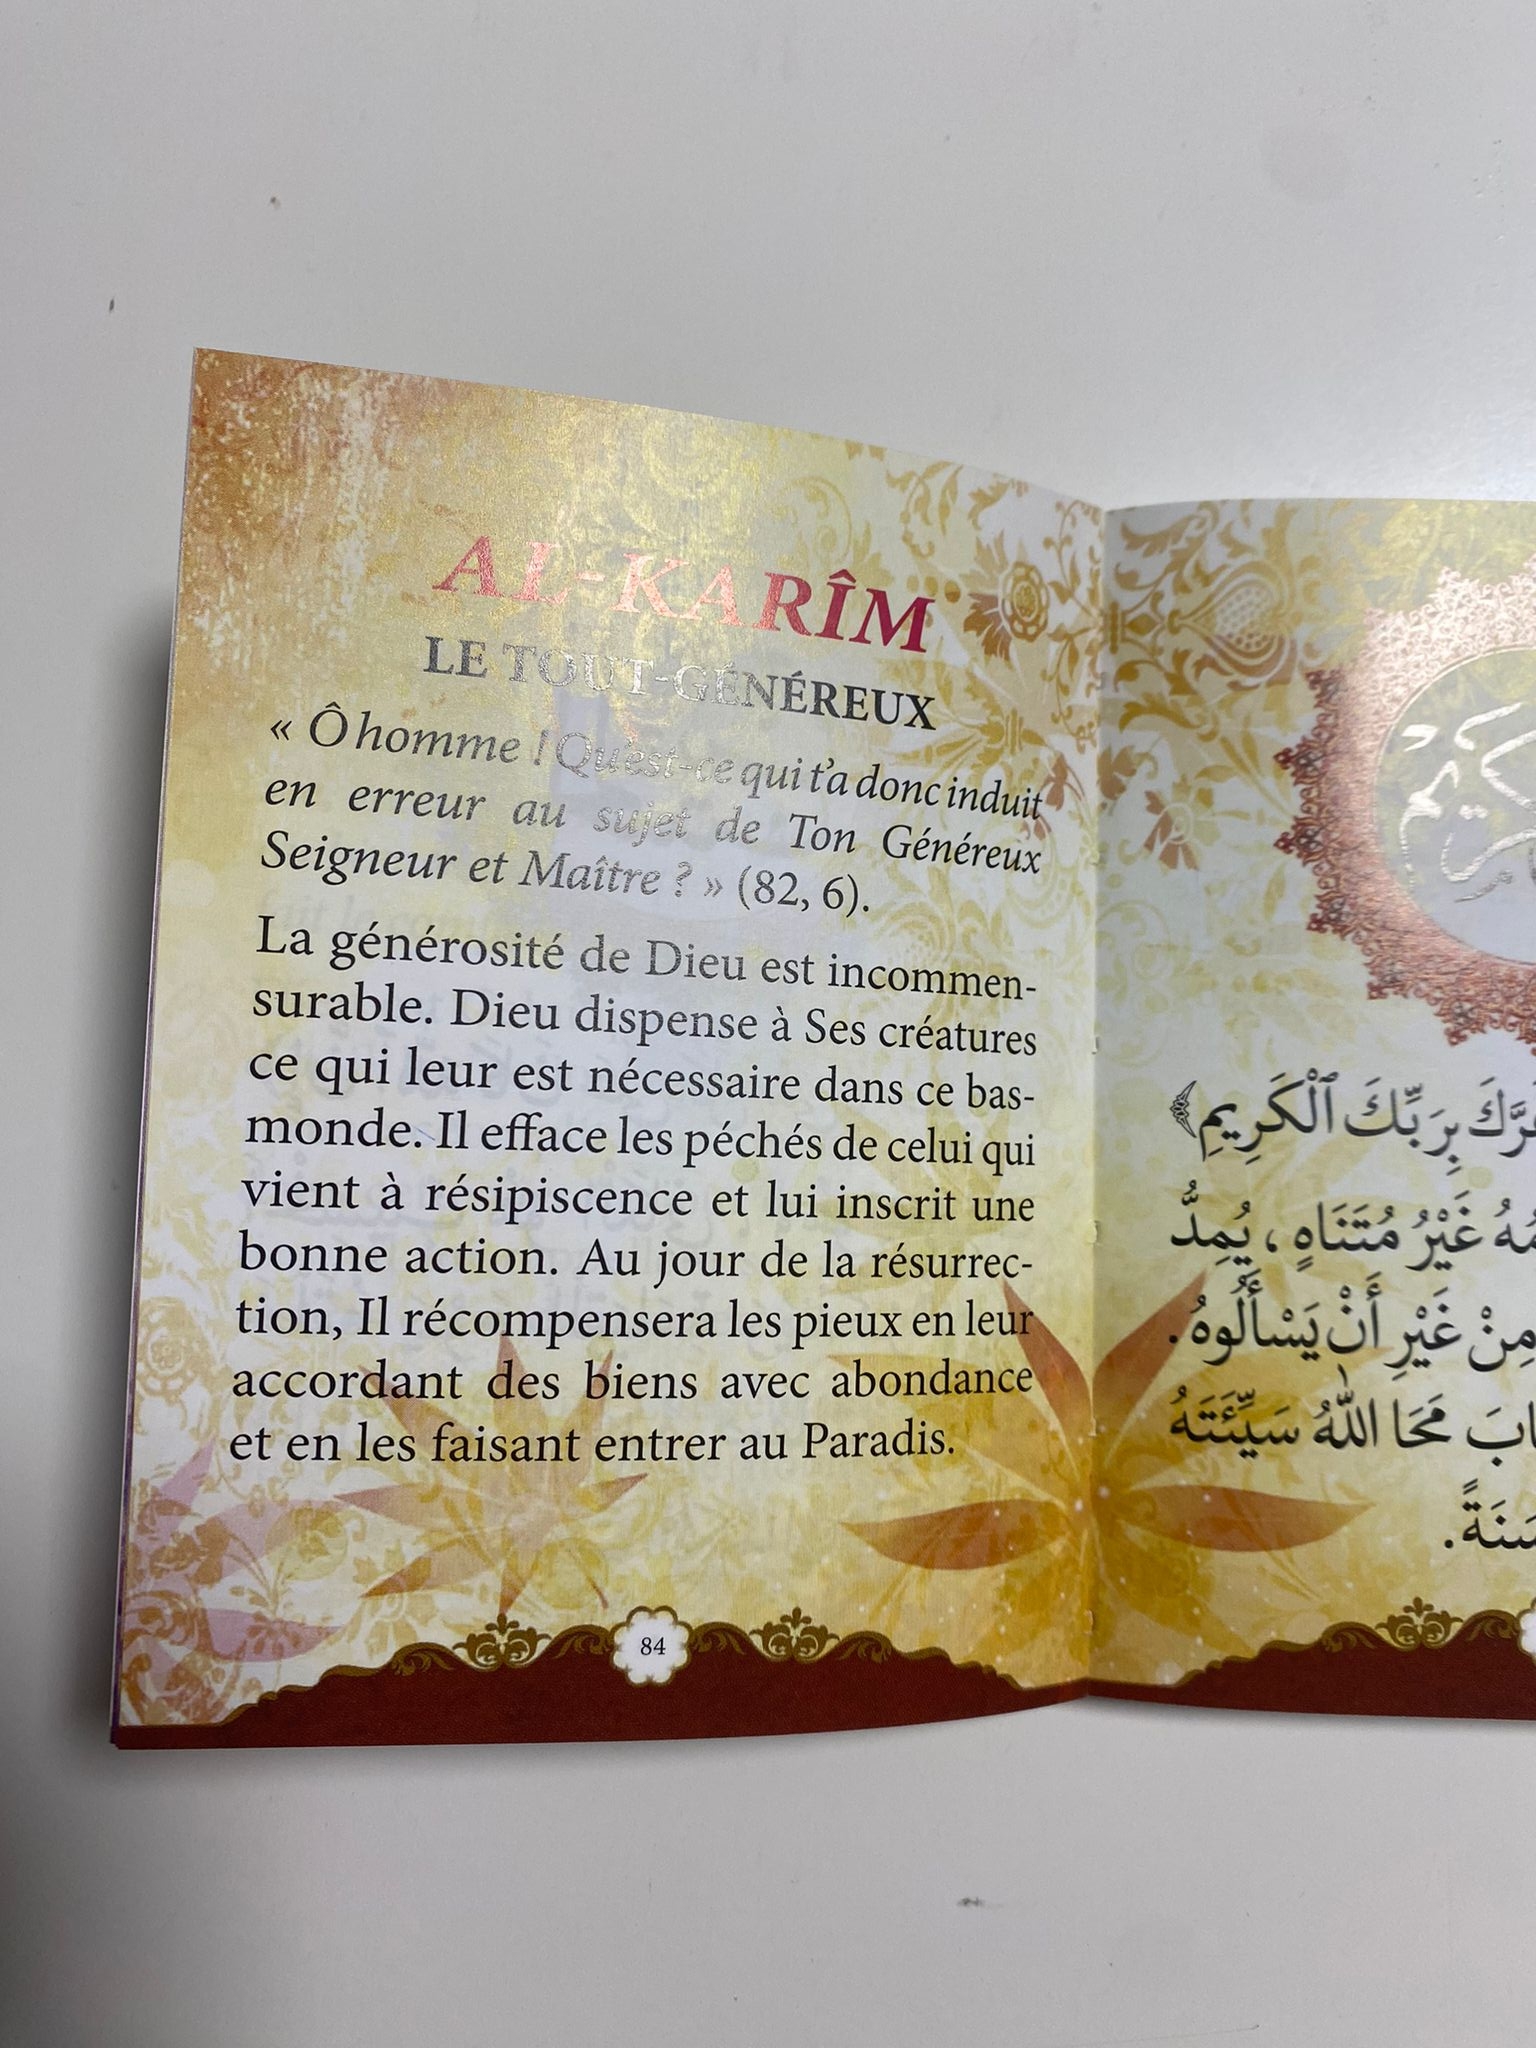 AL-KARÎM
LE TOUT-GÉNÉREUX
« Ô homme ! Qu'est-ce qui t'a donc induit
en erreur au sujet de Ton Généreux
Seigneur et Maître ? » (82, 6).
La générosité de Dieu est incommen-
surable. Dieu dispense à Ses créatures
ce qui leur est nécessaire dans ce bas-
monde. Il efface les péchés de celui qui
vient à résipiscence et lui inscrit une
bonne action. Au jour de la résurrec-
tion, Il récompensera les pieux en leur
accordant des biens avec abondance
et en les faisant entrer au Paradis.
84
بِرَبِّكَ ٱلْكَرِيمِ﴾
غَيْرُ مُتَنَاهٍ ، يُمِدُّ
مِنْ غَيْرِ أَنْ يَسْأَلُوهُ.
مَحَا اللّٰهُ سَيِّئَتَهُ